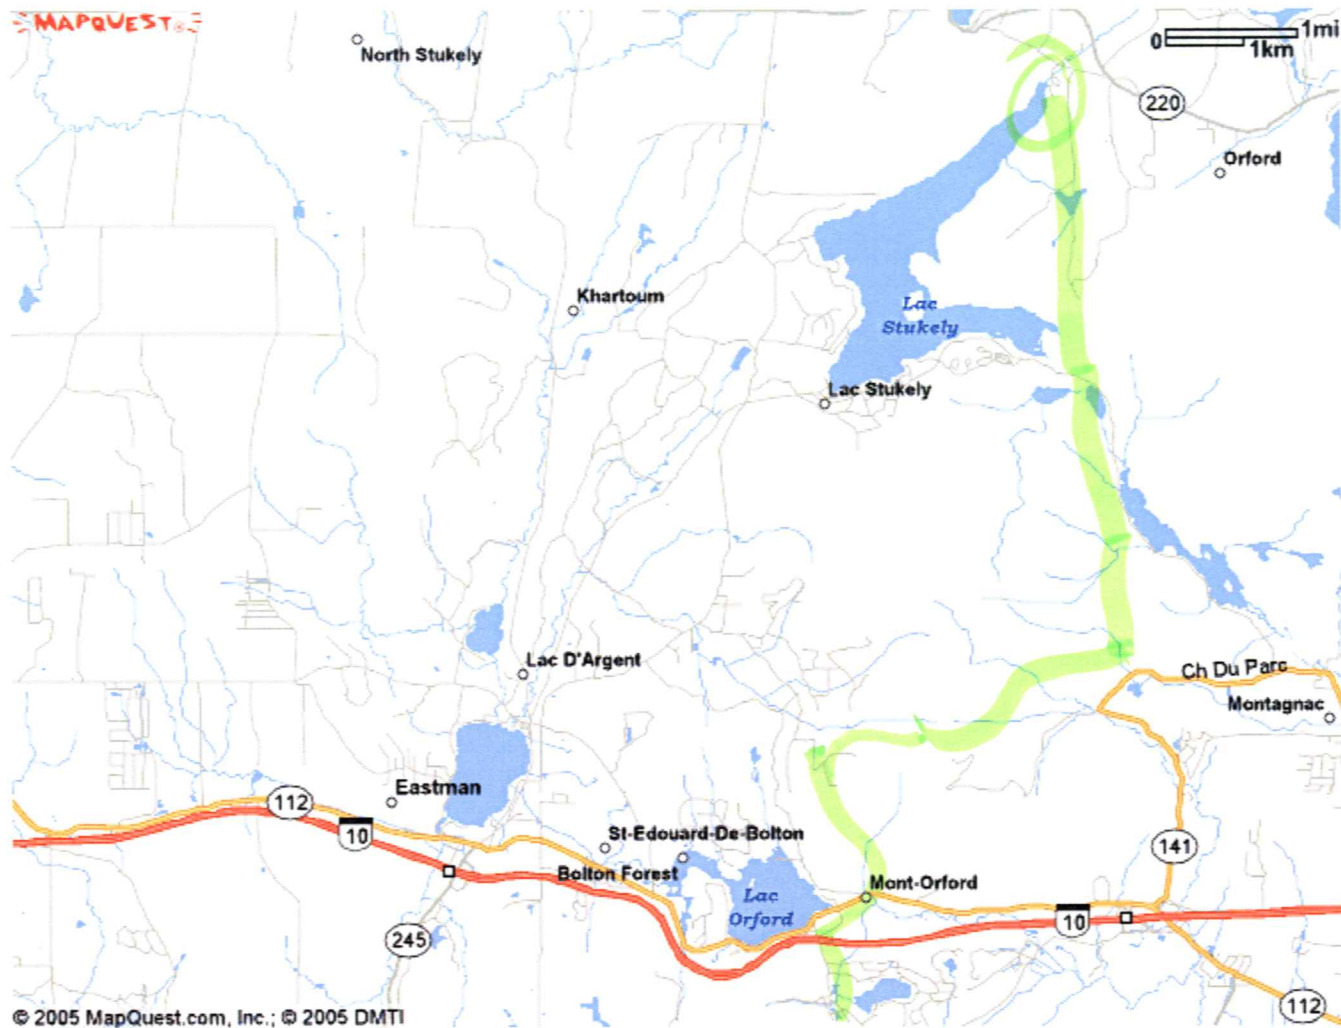 MAPQUEST®
North Stukely
0
1mi
1km
220
Orford
Khartoum
Lac
Stukely
Lac Stukely
Lac D'Argent
Ch Du Parc
Montagnac
Eastman
112
10
St-Edouard-De-Bolton
Bolton Forest
Mont-Orford
141
Lac
Orford
10
245
112
© 2005 MapQuest.com, Inc.; © 2005 DMTI